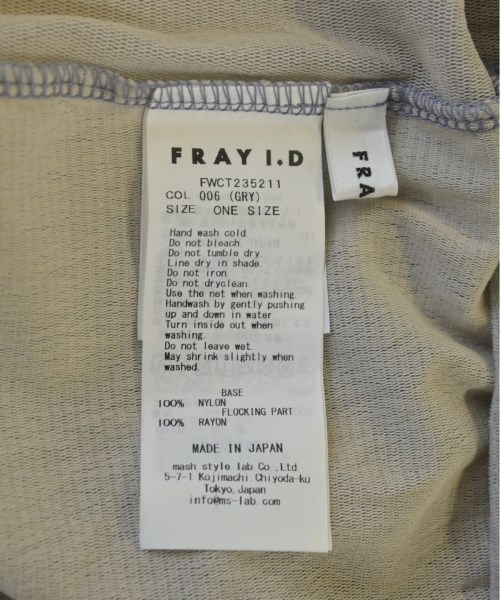 FRAY I.D
FWCT235211
COL 006 (GRY)
SIZE ONE SIZE
Hand wash cold.
Do not bleach.
Do not tumble dry.
Line dry in shade.
Do not iron.
Do not dryclean.
Use the net when washing.
Handwash by gently pushing
up and down in water
Turn inside out when
washing.
Do not leave wet.
May shrink slightly when
washed.
BASE
100% NYLON
FLOCKING PART
100% RAYON
MADE IN JAPAN
mash style lab Co., Ltd.
5-7-1 Kojimachi Chiyoda-ku
Tokyo, Japan
info@ms-lab.com
FRA